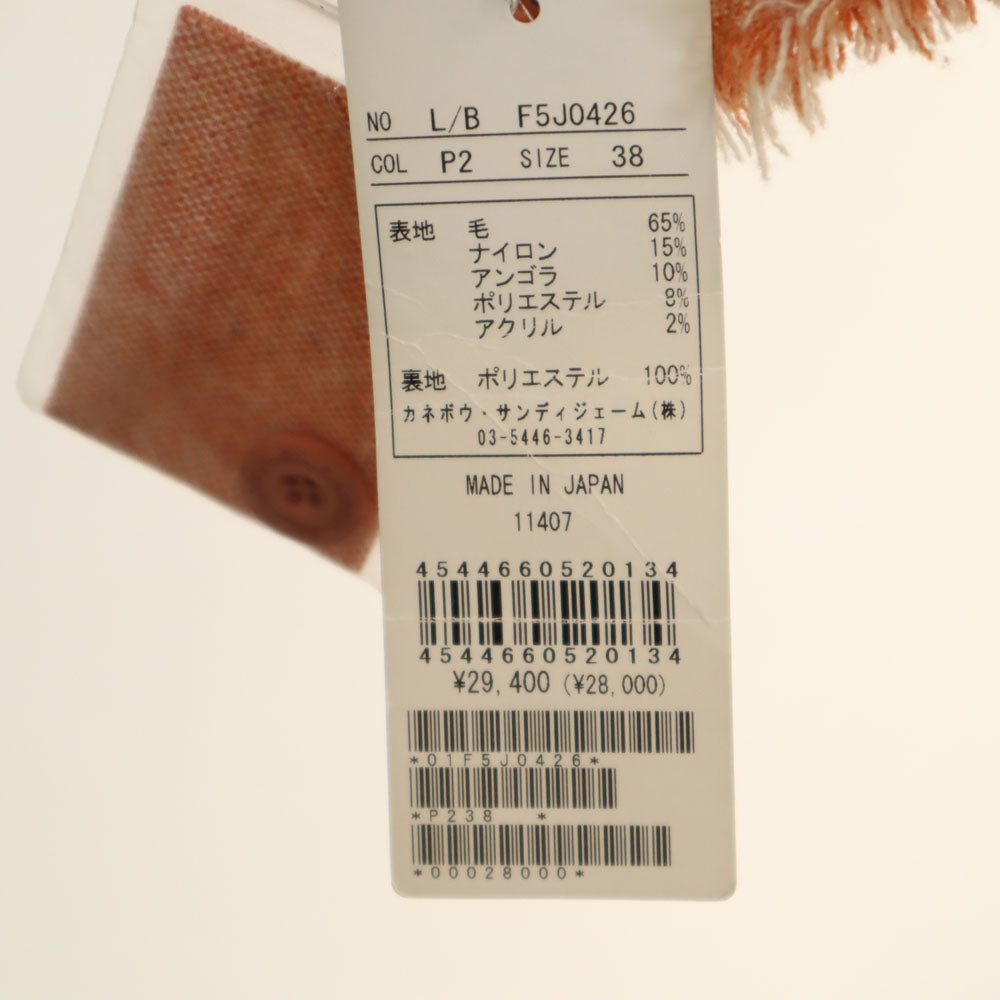 NO L/B F5J0426
COL P2 SIZE 38
表地 毛 65%
ナイロン 15%
アンゴラ 10%
ポリエステル 8%
アクリル 2%
裏地 ポリエステル 100%
カネボウ・サンディジェーム(株)
03-5446-3417
MADE IN JAPAN
11407
4544660520134
4544660520134
¥29,400 (¥28,000)
*01F5J0426*
*P238 *
*00028000*